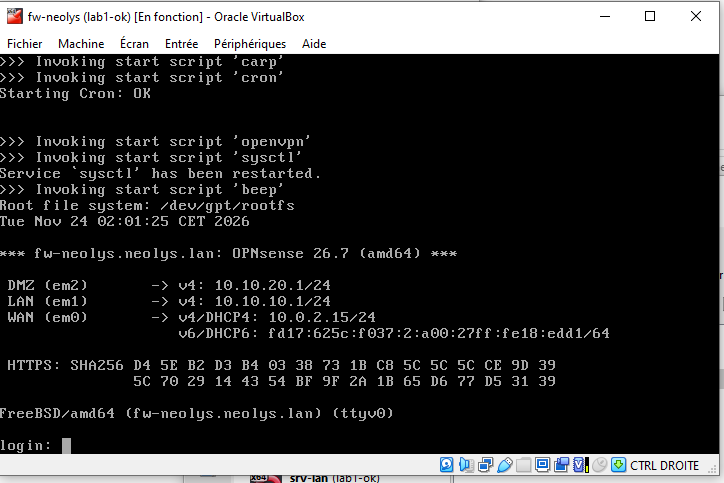 fw-neolys (lab1-ok) [En fonction] - Oracle VirtualBox
Fichier Machine Écran Entrée Périphériques Aide
>>> Invoking start script 'carp'
>>> Invoking start script 'cron'
Starting Cron: OK
>>> Invoking start script 'openvpn'
>>> Invoking start script 'sysctl'
Service `sysctl' has been restarted.
>>> Invoking start script 'beep'
Root file system: /dev/gpt/rootfs
Tue Nov 24 02:01:25 CET 2026
*** fw-neolys.neolys.lan: OPNsense 26.7 (amd64) ***
DMZ (em2) -> v4: 10.10.20.1/24
LAN (em1) -> v4: 10.10.10.1/24
WAN (em0) -> v4/DHCP4: 10.0.2.15/24
v6/DHCP6: fd17:625c:f037:2:a00:27ff:fe18:edd1/64
HTTPS: SHA256 D4 5E B2 D3 B4 03 38 73 1B C8 5C 5C 5C CE 9D 39
5C 70 29 14 43 54 BF 9F 2A 1B 65 D6 77 D5 31 39
FreeBSD/amd64 (fw-neolys.neolys.lan) (ttyv0)
login:
CTRL DROITE
srv-lan (lab1-ok)